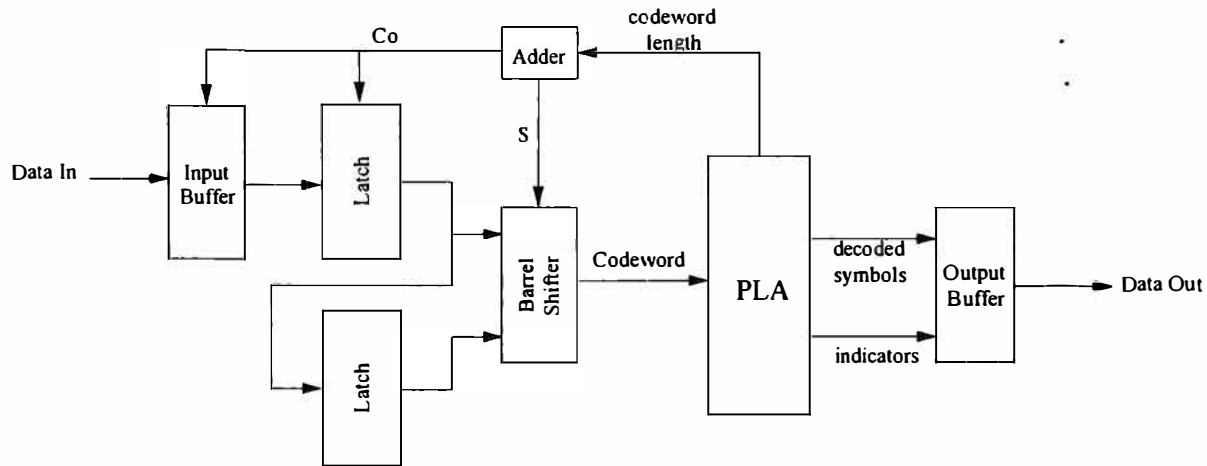 codeword
length
Co
Adder
S
Data In
Input
Buffer
Latch
Latch
Barrel
Shifter
Codeword
PLA
decoded
symbols
indicators
Output
Buffer
Data Out